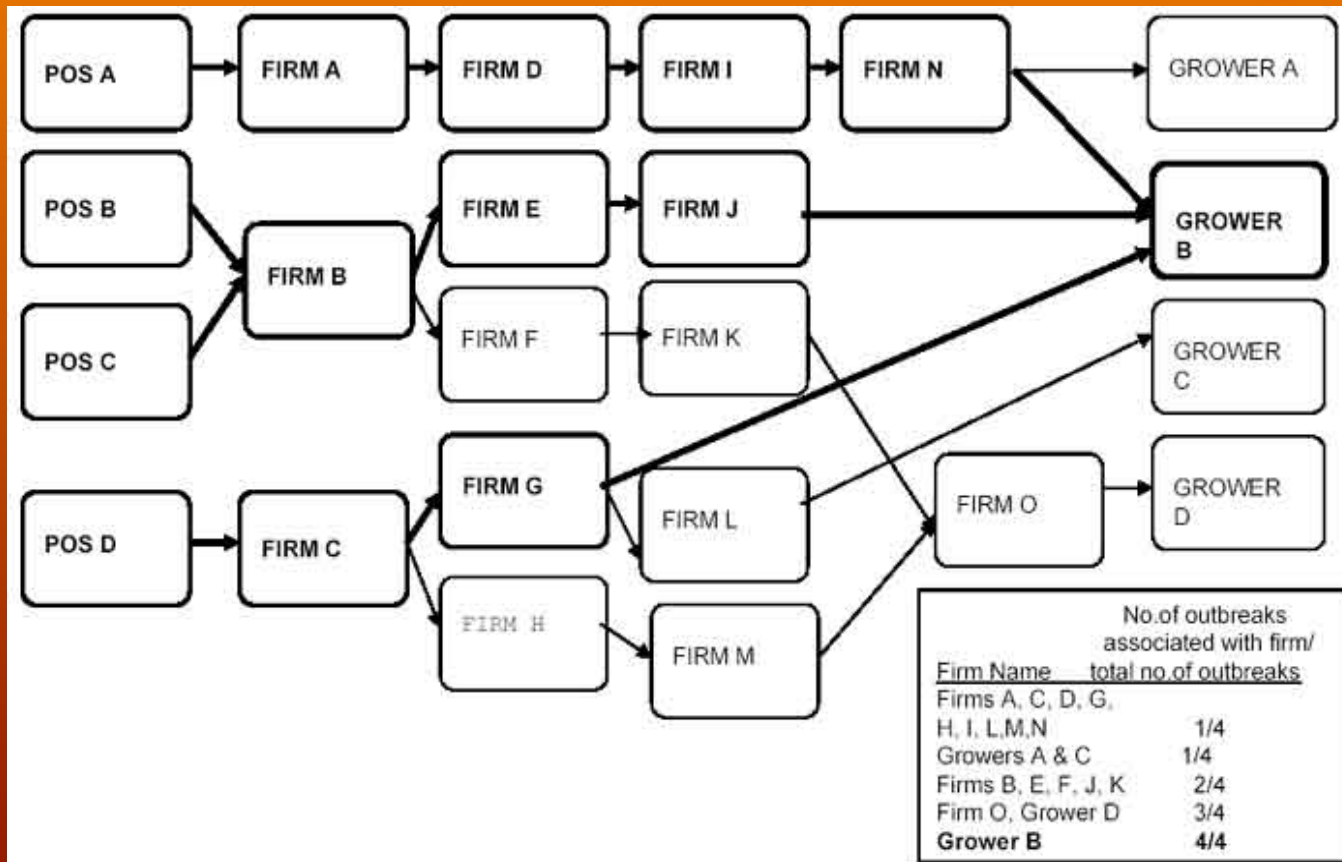 POS A
FIRM A
FIRM D
FIRM I
FIRM N
GROWER A
POS B
FIRM E
FIRM J
GROWER
B
FIRM B
POS C
FIRM F
FIRM K
GROWER
C
FIRM G
POS D
FIRM C
FIRM L
FIRM O
GROWER
D
FIRM H
FIRM M
No.of outbreaks
associated with firm/
Firm Name total no.of outbreaks
Firms A, C, D, G,
H, I, L,M,N 1/4
Growers A & C 1/4
Firms B, E, F, J, K 2/4
Firm O, Grower D 3/4
Grower B 4/4